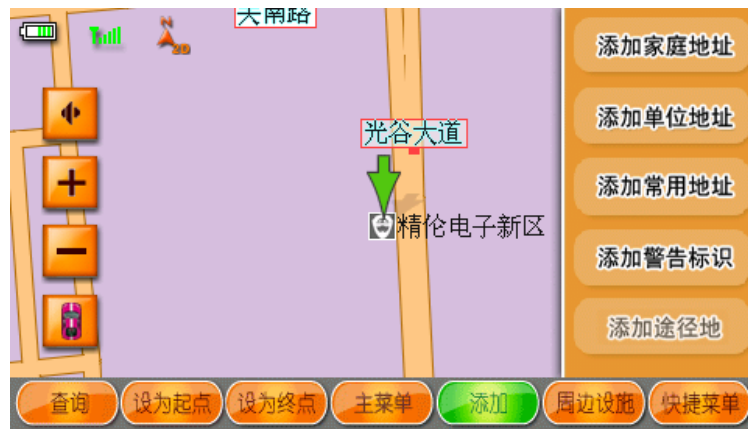 关南路
添加家庭地址
N
2D
添加单位地址
光谷大道
添加常用地址
精伦电子新区
添加警告标识
添加途径地
查询
设为起点
设为终点
主菜单
添加
周边设施
快捷菜单